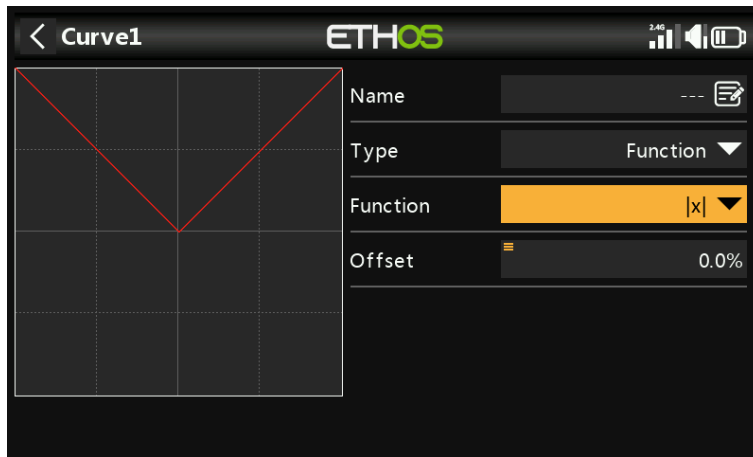 Curve1
ETHOS
2.4G
Name
---
Type
Function
Function
|x|
Offset
0.0%